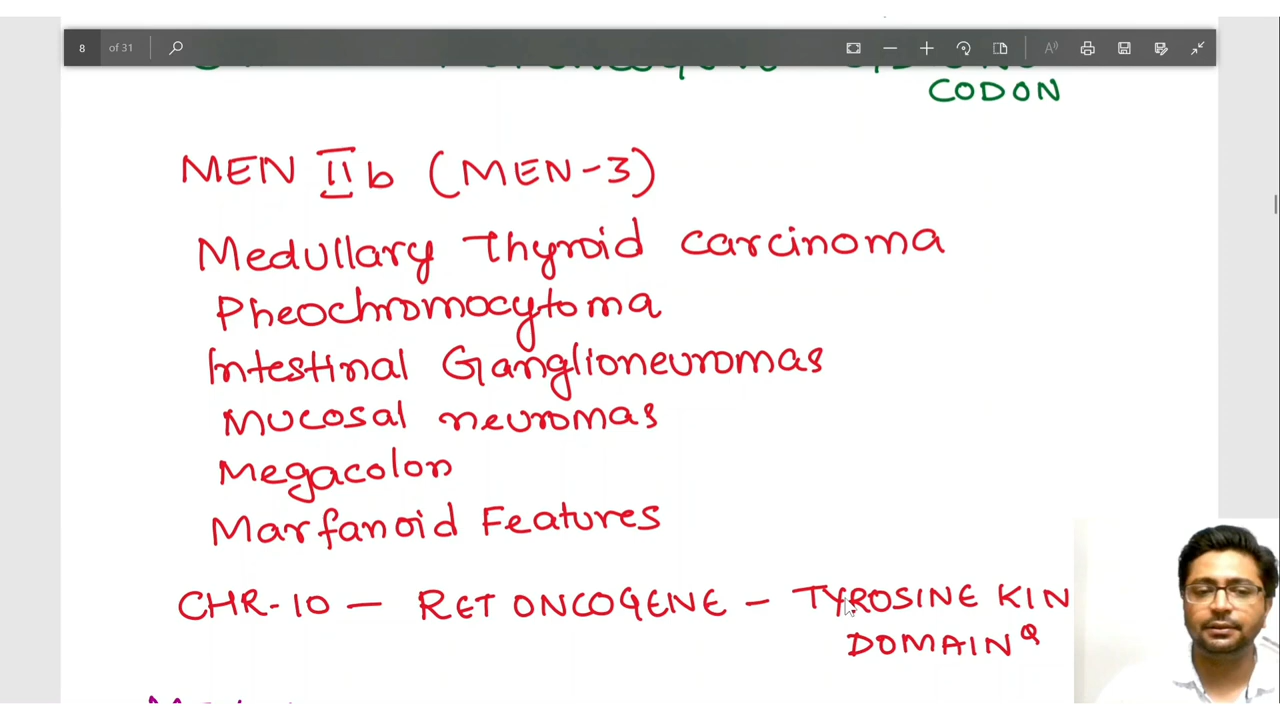 8 of 31
CODON
MEN IIb (MEN-3)
Medullary Thyroid carcinoma
Pheochromocytoma
Intestinal Ganglioneuromas
Mucosal neuromas
Megacolon
Marfanoid Features
CHR-10 — RET ONCOGENE — TYROSINE KIN
DOMAIN